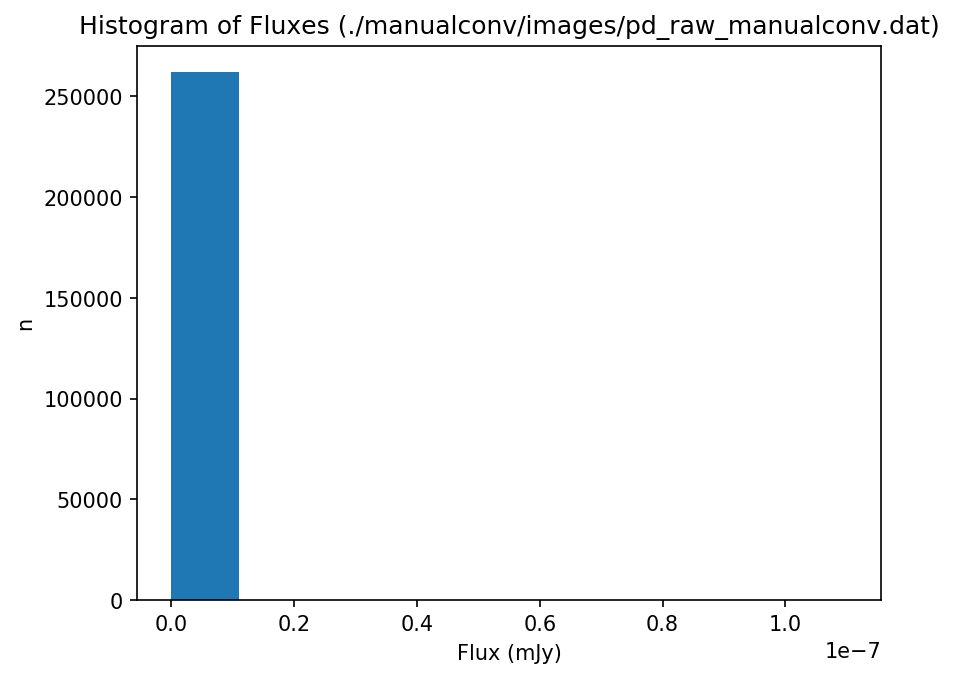 Histogram of Fluxes (./manualconv/images/pd_raw_manualconv.dat)
250000
200000
150000
100000
50000
0
n
0.0 0.2 0.4 0.6 0.8 1.0
1e−7
Flux (mJy)